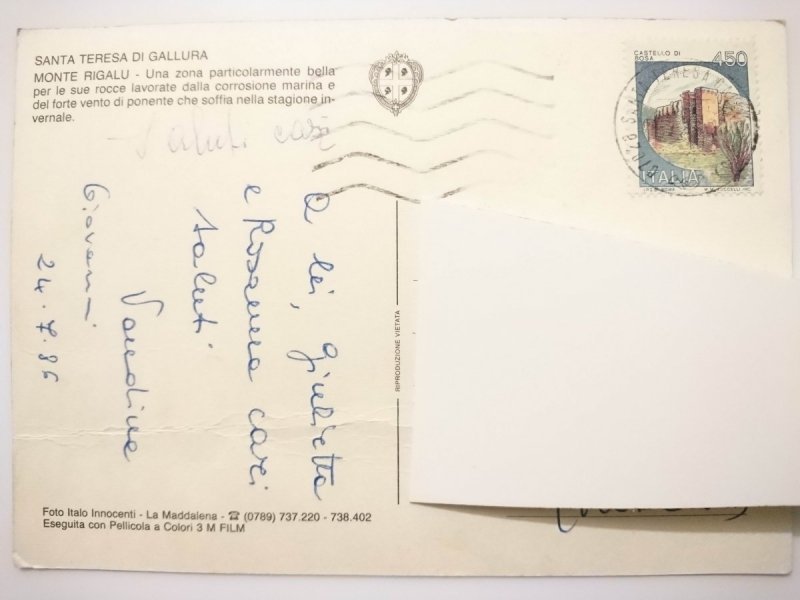 SANTA TERESA DI GALLURA
MONTE RIGALU - Una zona particolarmente bella
per le sue rocce lavorate dalla corrosione marina e
del forte vento di ponente che soffia nella stagione in-
vernale.
CASTELLO DI
BOSA
450
ITALIA
Saluti cari
A lei, Giulietta
e Rosanna cari
saluti
Vandina
Giovanni
24.7.86
RIPRODUZIONE VIETATA
Foto Italo Innocenti - La Maddalena - ☎ (0789) 737.220 - 738.402
Eseguita con Pellicola a Colori 3 M FILM